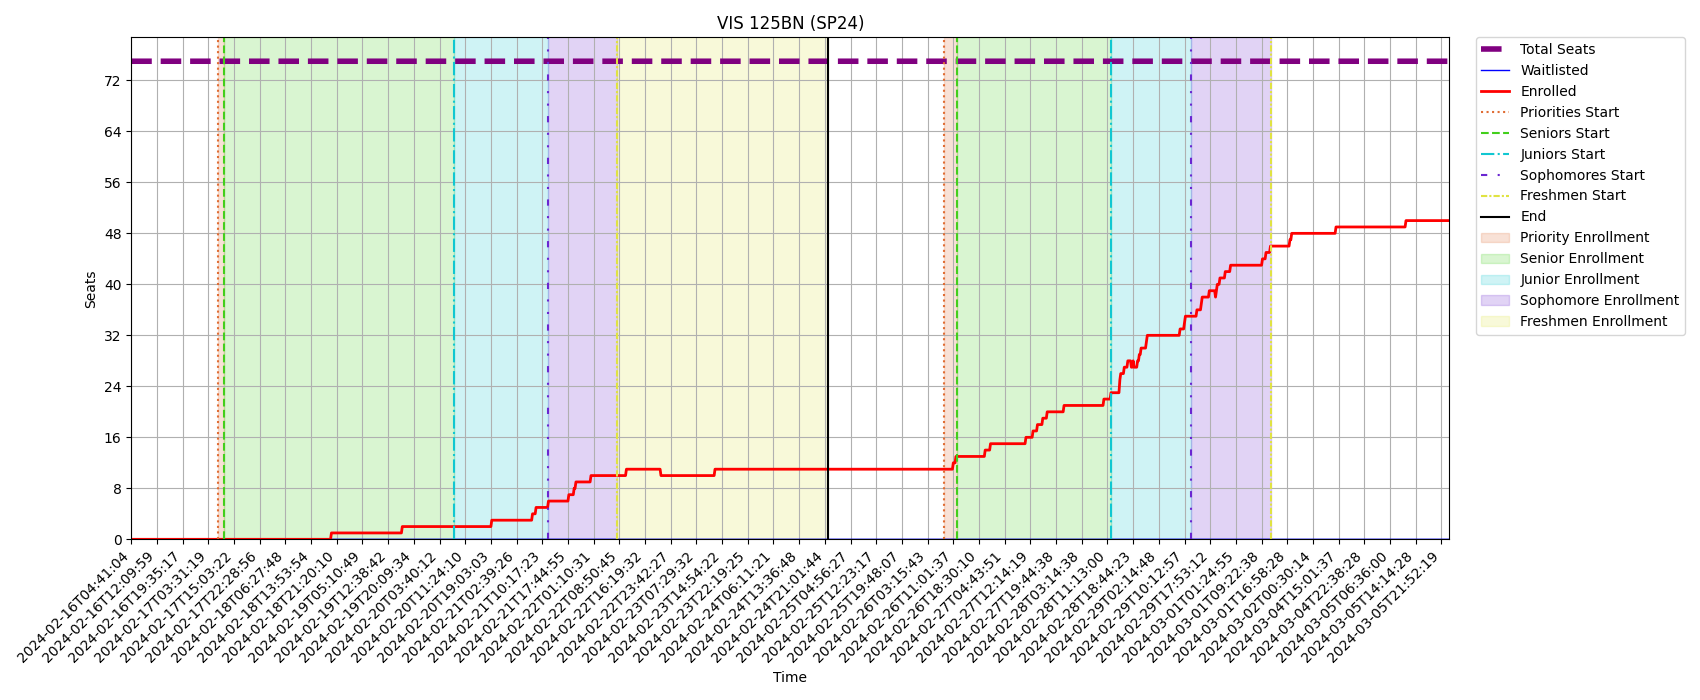 VIS 125BN (SP24)
Total Seats
Waitlisted
Enrolled
Priorities Start
Seniors Start
Juniors Start
Sophomores Start
Freshmen Start
End
Priority Enrollment
Senior Enrollment
Junior Enrollment
Sophomore Enrollment
Freshmen Enrollment
Seats
72
64
56
48
40
32
24
16
8
0
2024-02-16T04:41:04
2024-02-16T12:09:59
2024-02-16T19:35:17
2024-02-17T03:31:19
2024-02-17T15:03:22
2024-02-17T22:28:56
2024-02-18T06:27:48
2024-02-18T13:53:54
2024-02-18T21:20:10
2024-02-19T05:10:49
2024-02-19T12:38:42
2024-02-19T20:09:34
2024-02-20T03:40:12
2024-02-20T11:24:10
2024-02-20T19:03:03
2024-02-21T02:39:26
2024-02-21T10:17:23
2024-02-21T17:44:55
2024-02-22T01:10:31
2024-02-22T08:50:45
2024-02-22T16:19:32
2024-02-22T23:42:27
2024-02-23T07:29:32
2024-02-23T14:54:22
2024-02-23T22:19:25
2024-02-24T06:11:21
2024-02-24T13:36:48
2024-02-24T21:01:44
2024-02-25T04:56:27
2024-02-25T12:23:17
2024-02-25T19:48:07
2024-02-26T03:15:43
2024-02-26T11:01:37
2024-02-26T18:30:10
2024-02-27T04:43:51
2024-02-27T12:14:19
2024-02-27T19:44:38
2024-02-28T03:14:38
2024-02-28T11:13:00
2024-02-28T18:44:23
2024-02-29T02:14:48
2024-02-29T10:12:57
2024-02-29T17:53:12
2024-03-01T01:24:55
2024-03-01T09:22:38
2024-03-01T16:58:28
2024-03-02T00:30:14
2024-03-04T15:01:37
2024-03-04T22:38:28
2024-03-05T06:36:00
2024-03-05T14:14:28
2024-03-05T21:52:19
Time